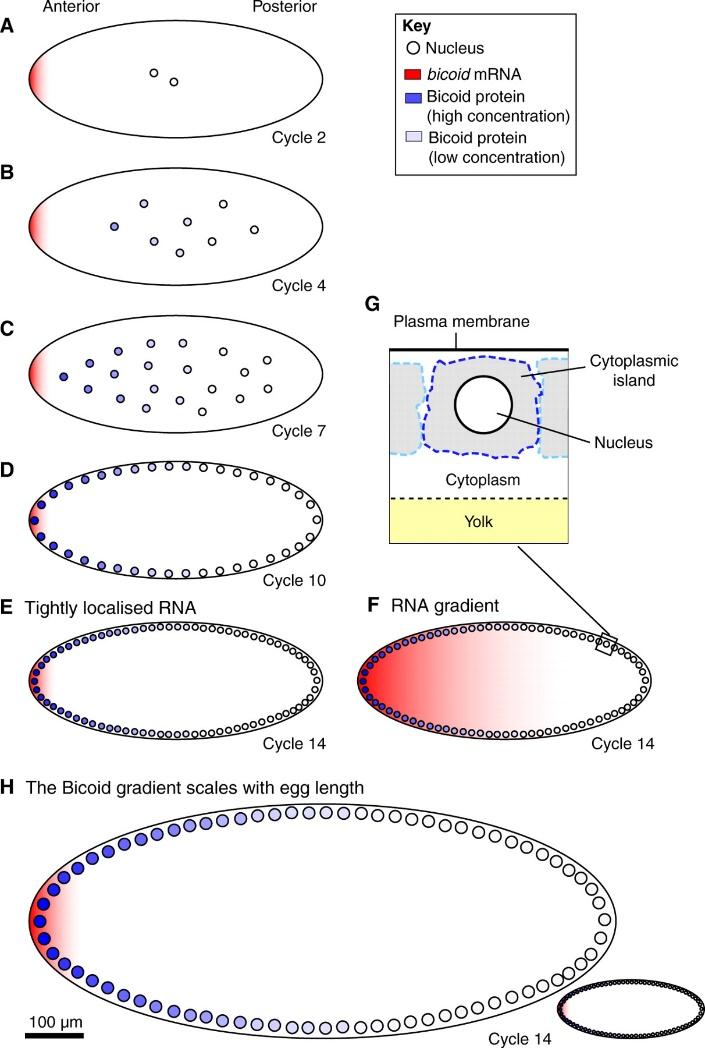 Anterior
Posterior
A
Cycle 2
Key
Nucleus
bicoid mRNA
Bicoid protein
(high concentration)
Bicoid protein
(low concentration)
B
Cycle 4
C
Cycle 7
D
Cycle 10
G
Plasma membrane
Cytoplasmic
island
Nucleus
Cytoplasm
Yolk
E Tightly localised RNA
Cycle 14
F RNA gradient
Cycle 14
H The Bicoid gradient scales with egg length
100 µm
Cycle 14